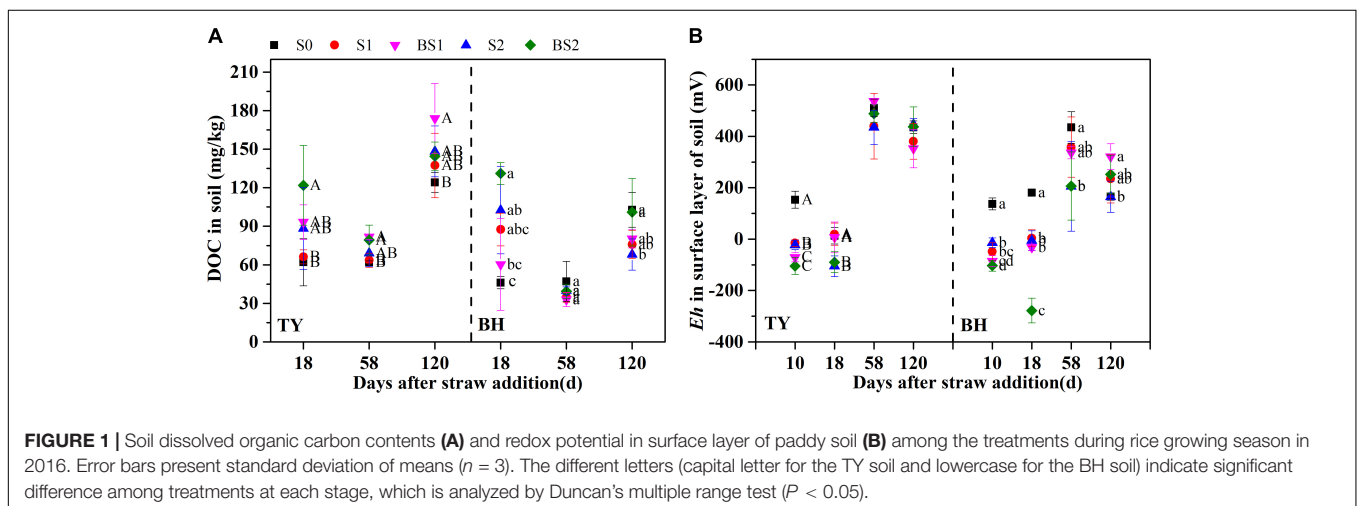 A
B
S0 S1 BS1 S2 BS2
DOC in soil (mg/kg)
210
180
150
120
90
60
30
0
A
AB
AB
B
B
A
A
AB
B
B
A
AB
AB
AB
B
a
ab
abc
bc
c
a
a
a
a
a
a
a
ab
ab
b
TY
BH
18 58 120 18 58 120
Days after straw addition(d)
Eh in surface layer of soil (mV)
600
400
200
0
-200
-400
A
B
B
C
C
A
A
A
B
B
a
b
bc
cd
d
a
b
b
b
c
a
ab
ab
b
b
a
ab
ab
b
b
TY
BH
10 18 58 120 10 18 58 120
Days after straw addition(d)
FIGURE 1 | Soil dissolved organic carbon contents (A) and redox potential in surface layer of paddy soil (B) among the treatments during rice growing season in
2016. Error bars present standard deviation of means (n = 3). The different letters (capital letter for the TY soil and lowercase for the BH soil) indicate significant
difference among treatments at each stage, which is analyzed by Duncan's multiple range test (P < 0.05).